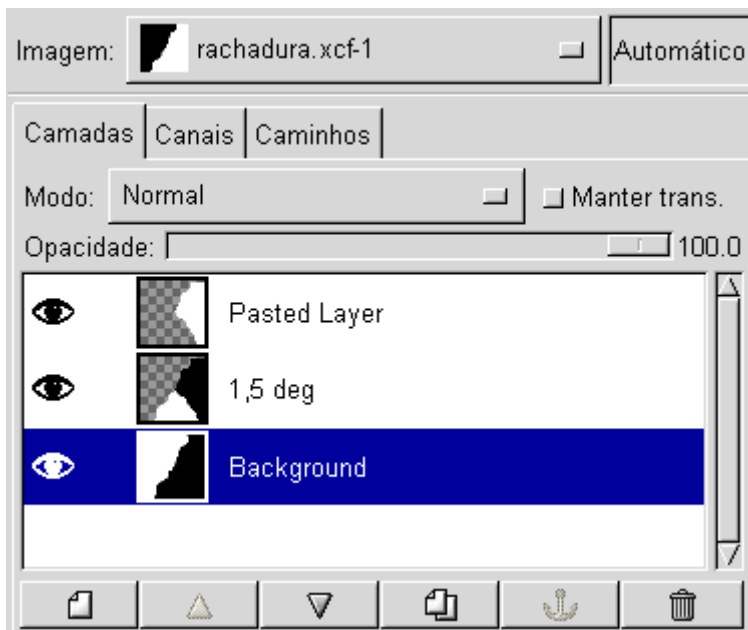 Imagem: rachadura.xcf-1 Automático
Camadas Canais Caminhos
Modo: Normal Manter trans.
Opacidade: 100.0
Pasted Layer
1,5 deg
Background